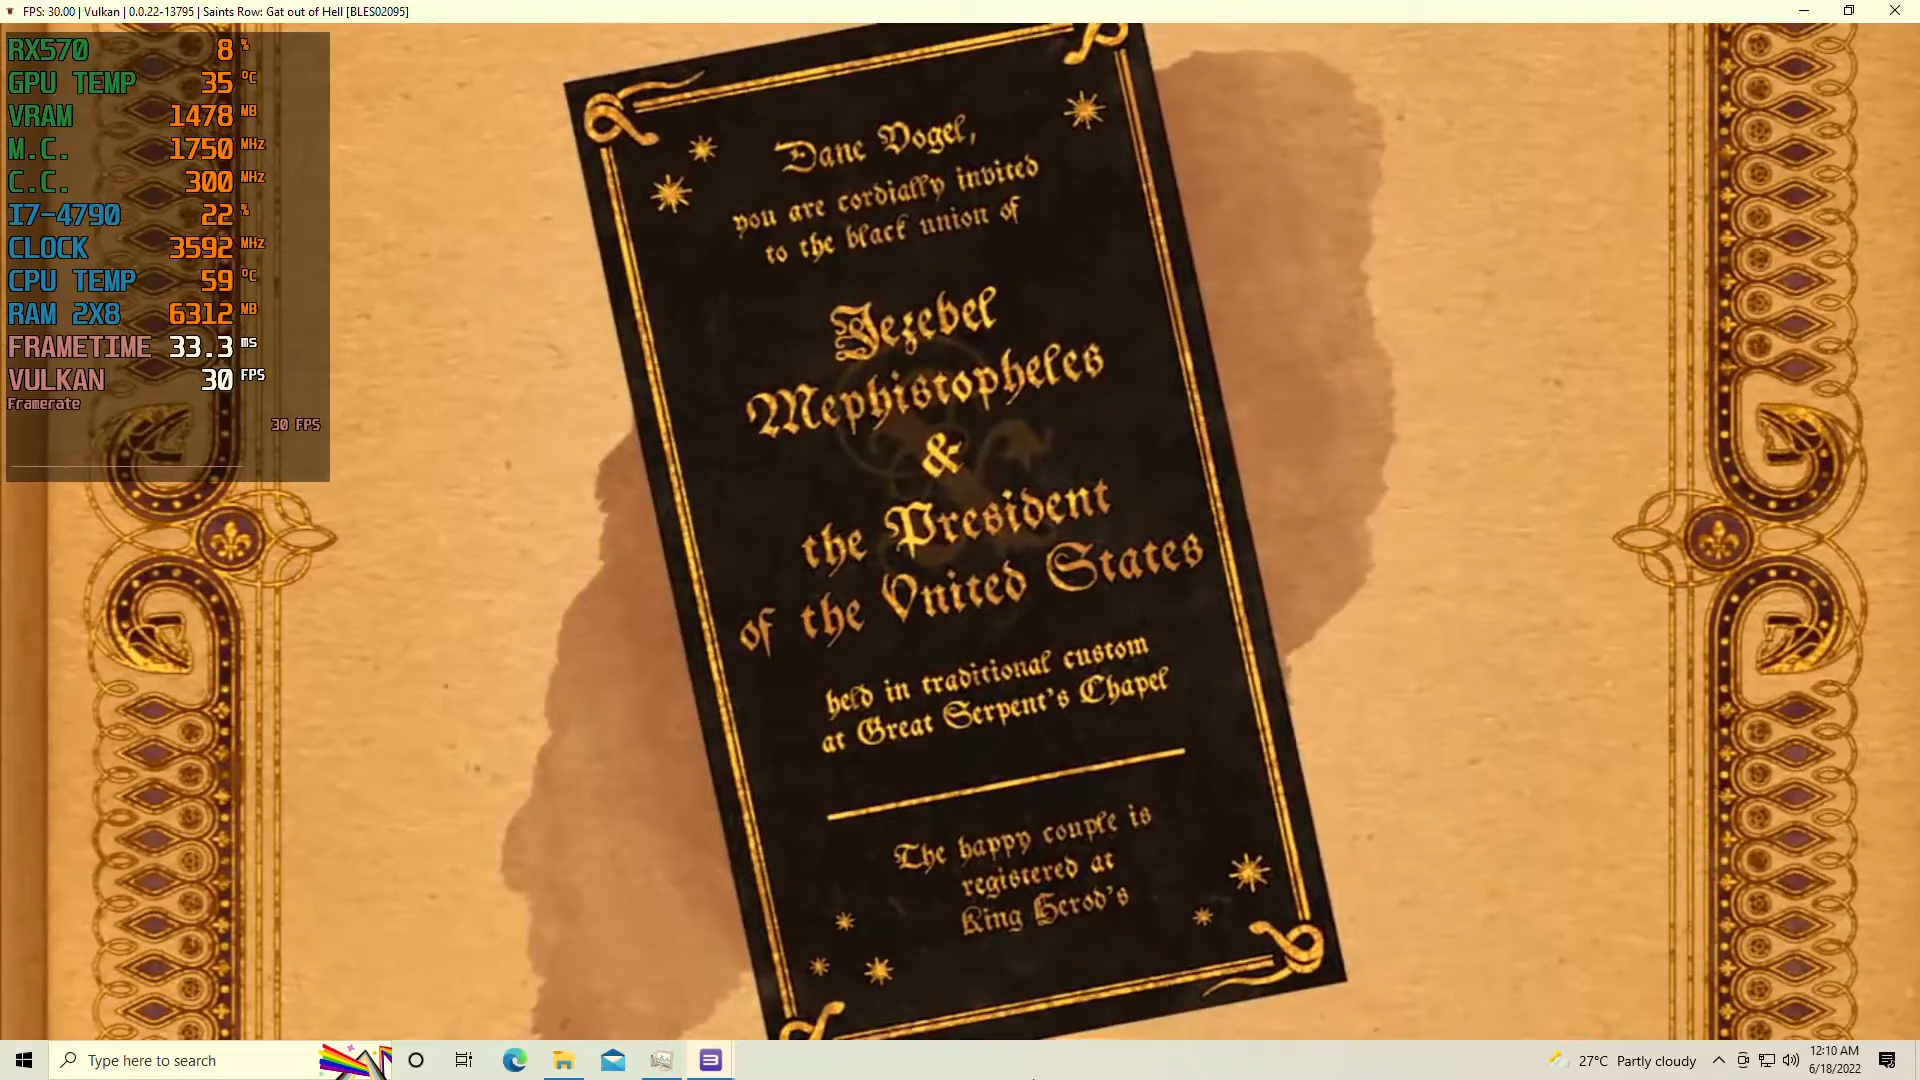 FPS: 30.00 | Vulkan | 0.0.22-13795 | Saints Row: Gat out of Hell [BLES02095]
RX570 8 %
GPU TEMP 35 °C
VRAM 1478 MB
M.C. 1750 MHz
C.C. 300 MHz
I7-4790 22 %
CLOCK 3592 MHz
CPU TEMP 59 °C
RAM 2X8 6312 MB
FRAMETIME 33.3 ms
VULKAN 30 FPS
Framerate
30 FPS
Dane Vogel,
you are cordially invited
to the black union of
Jezebel
Mephistopheles
&
the President
of the United States
held in traditional custom
at Great Serpent's Chapel
The happy couple is
registered at
King Herod's
Type here to search
27°C Partly cloudy
12:10 AM
6/18/2022